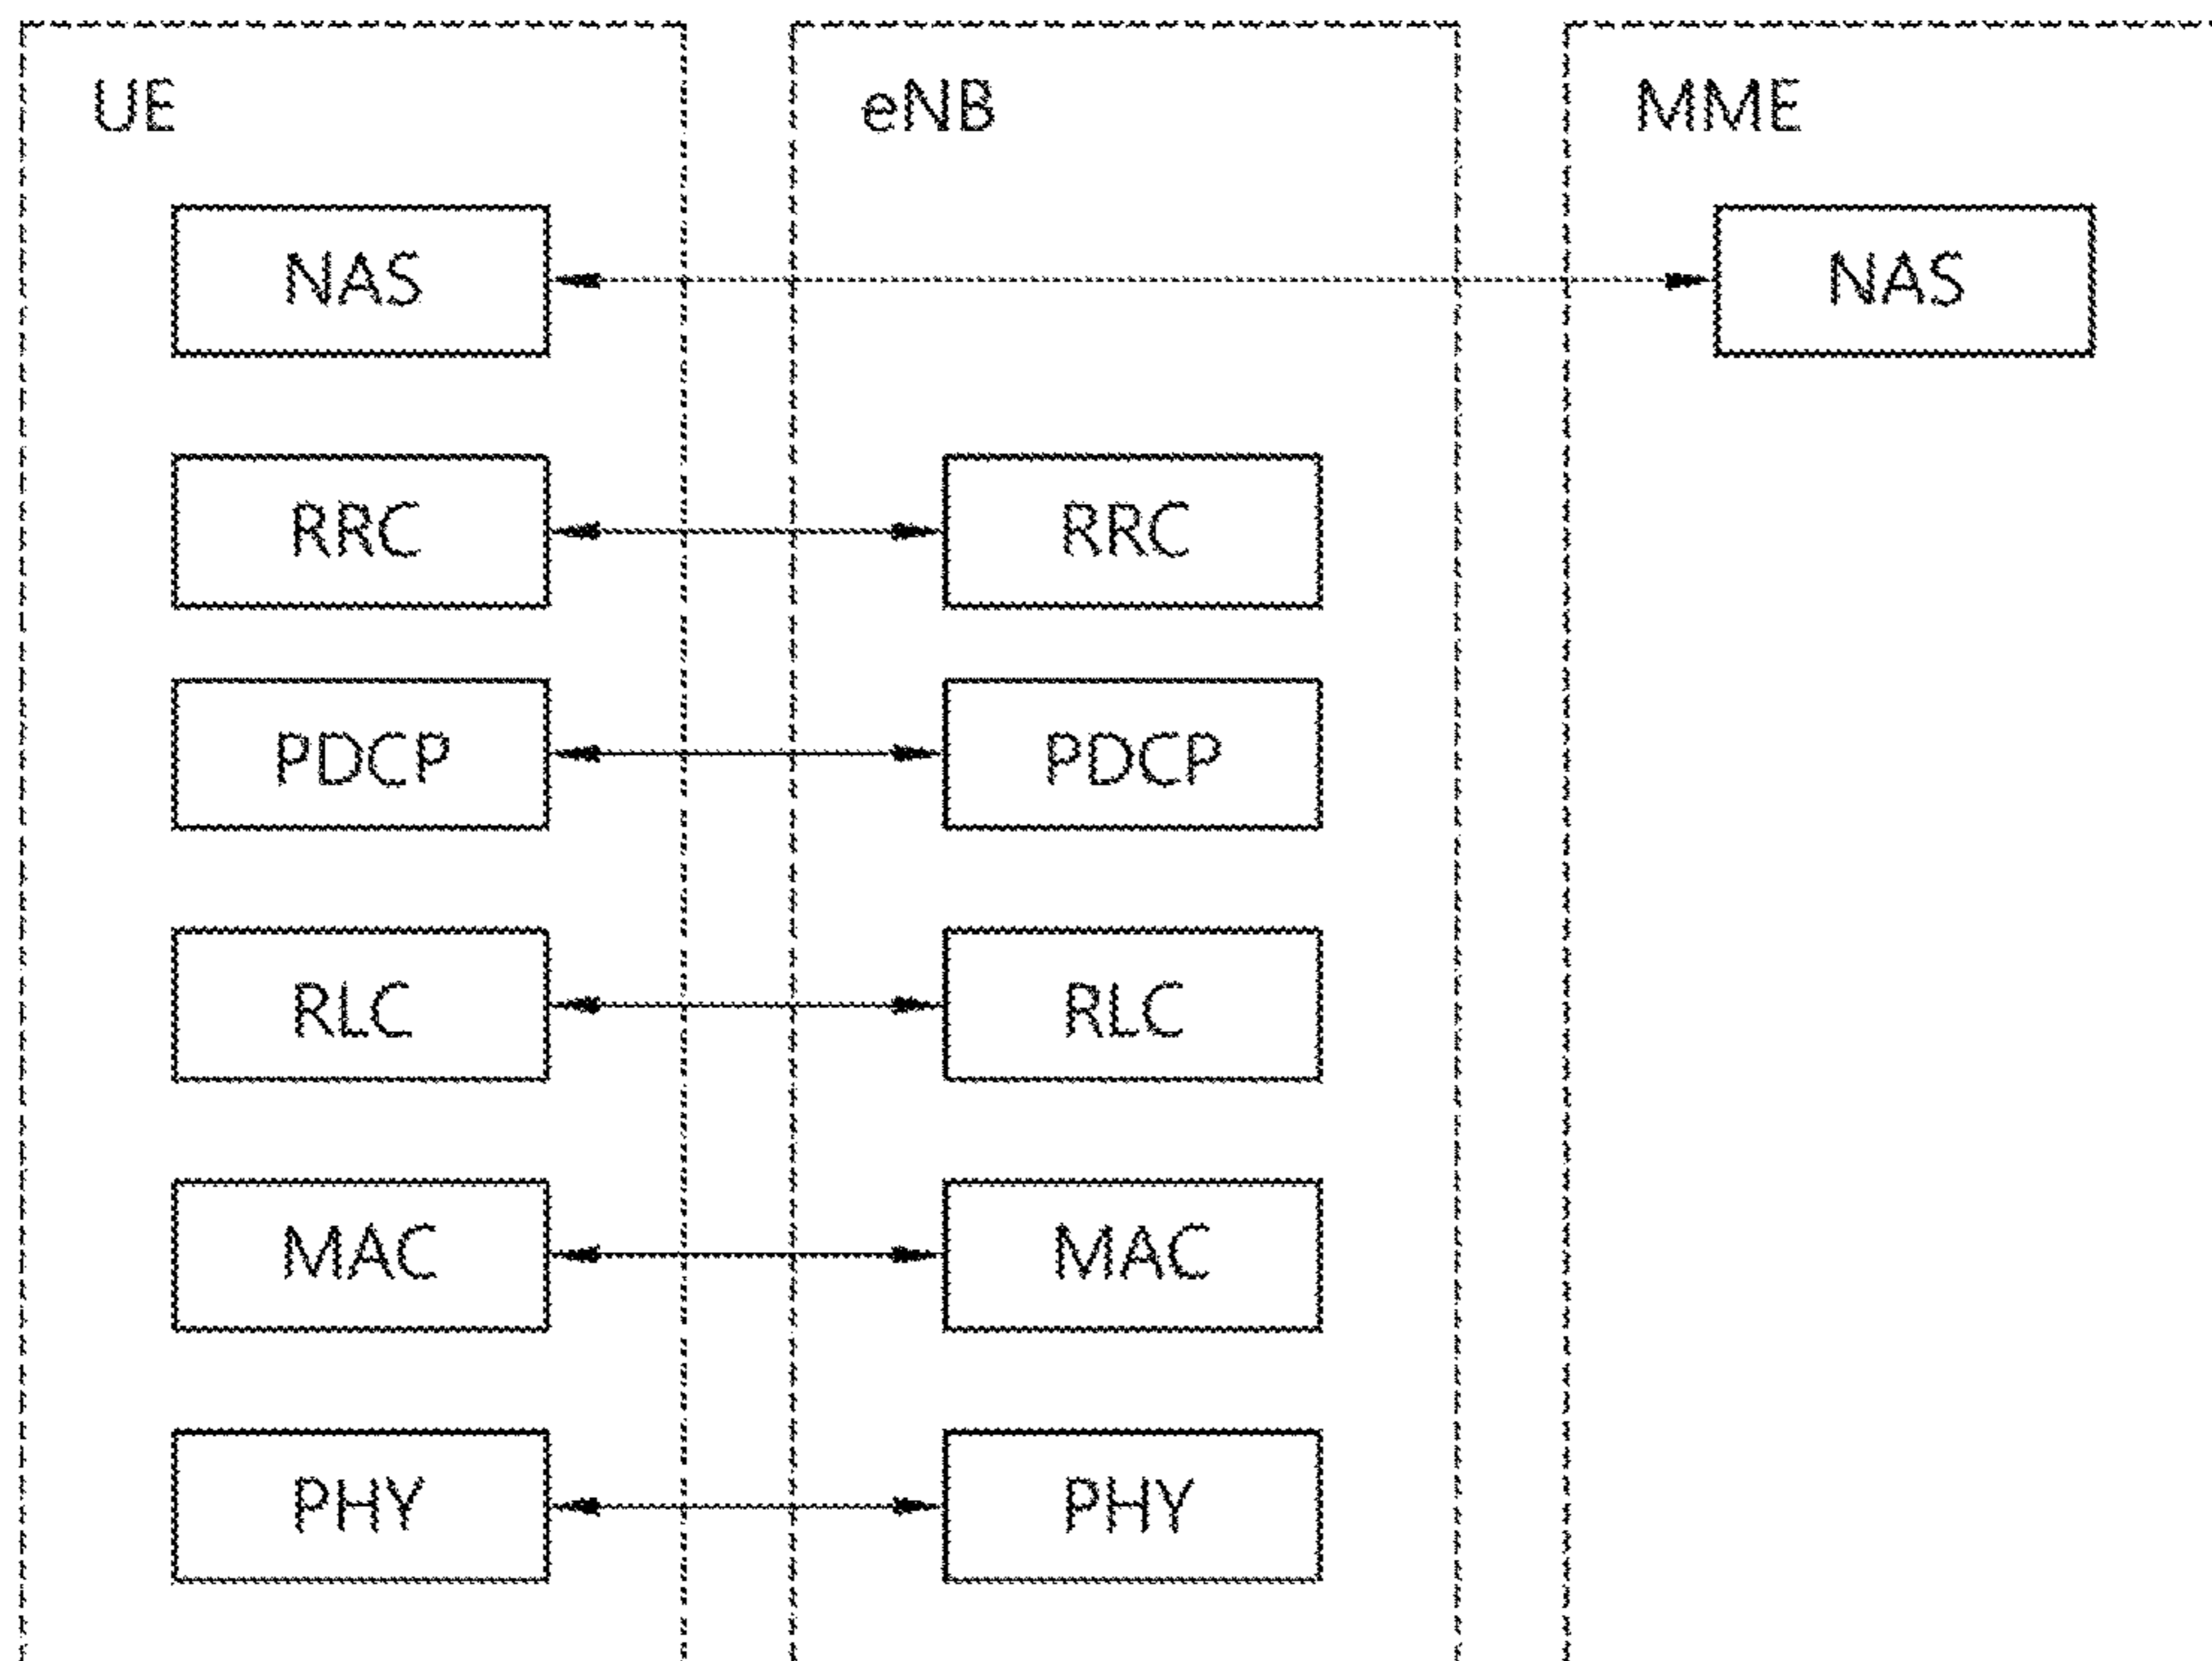 UE eNB MME
NAS NAS
RRC RRC
PDCP PDCP
RLC RLC
MAC MAC
PHY PHY